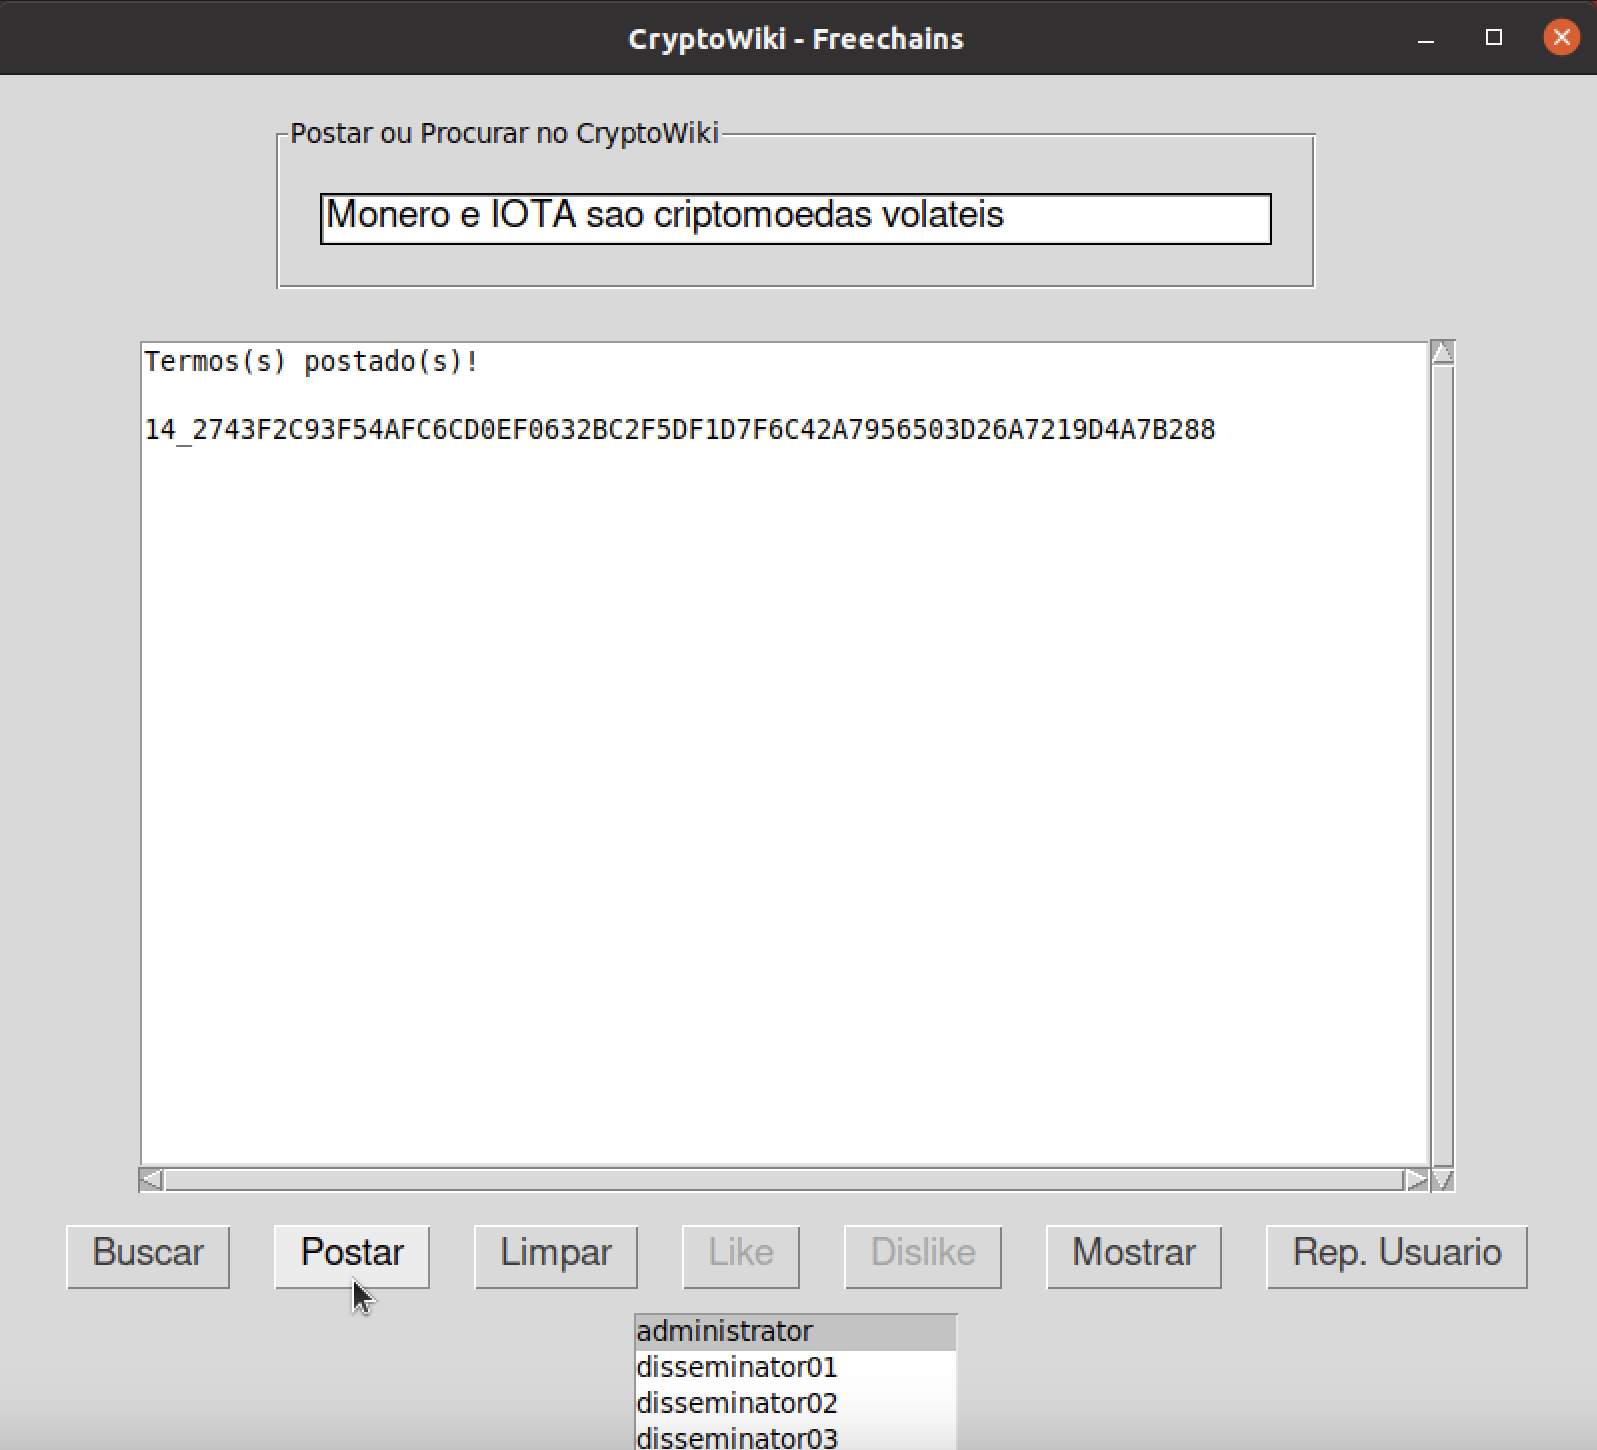 CryptoWiki - Freechains
Postar ou Procurar no CryptoWiki
Monero e IOTA sao criptomoedas volateis
Termos(s) postado(s)!
14_2743F2C93F54AFC6CD0EF0632BC2F5DF1D7F6C42A7956503D26A7219D4A7B288
Buscar Postar Limpar Like Dislike Mostrar Rep. Usuario
administrator
disseminator01
disseminator02
disseminator03